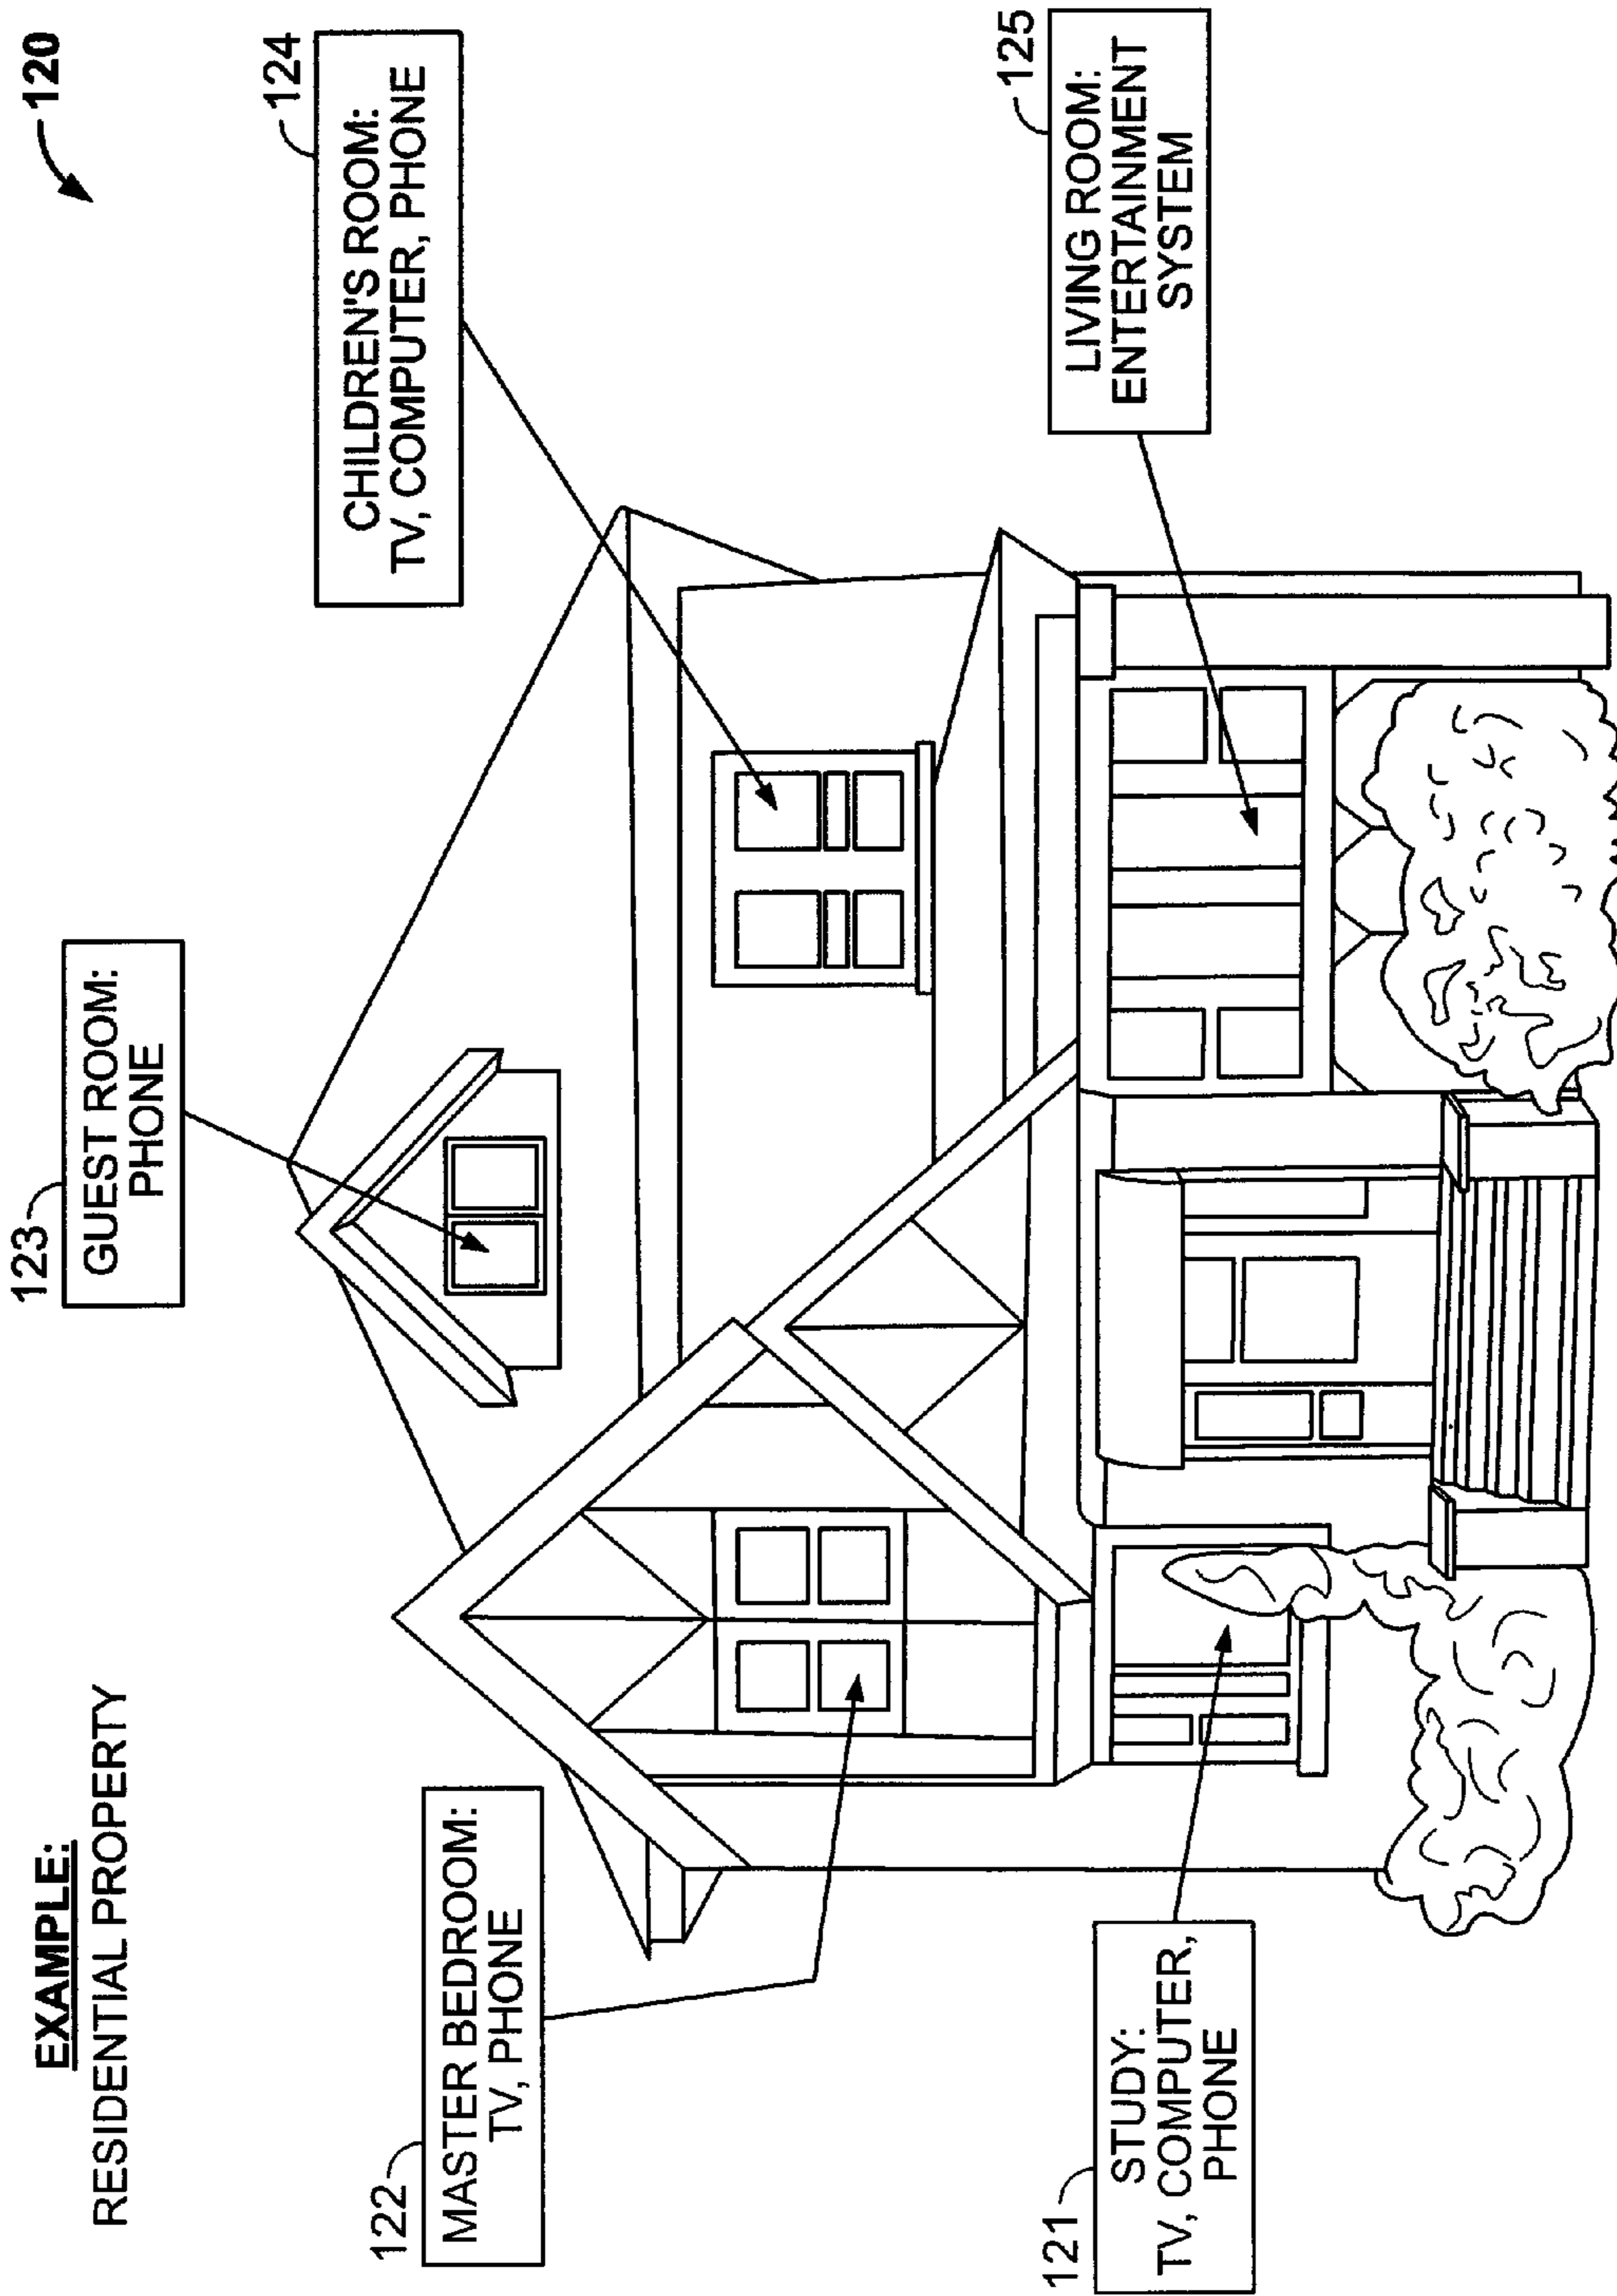 EXAMPLE:
RESIDENTIAL PROPERTY
120
123
GUEST ROOM:
PHONE
124
CHILDREN'S ROOM:
TV, COMPUTER, PHONE
122
MASTER BEDROOM:
TV, PHONE
125
LIVING ROOM:
ENTERTAINMENT
SYSTEM
121
STUDY:
TV, COMPUTER,
PHONE